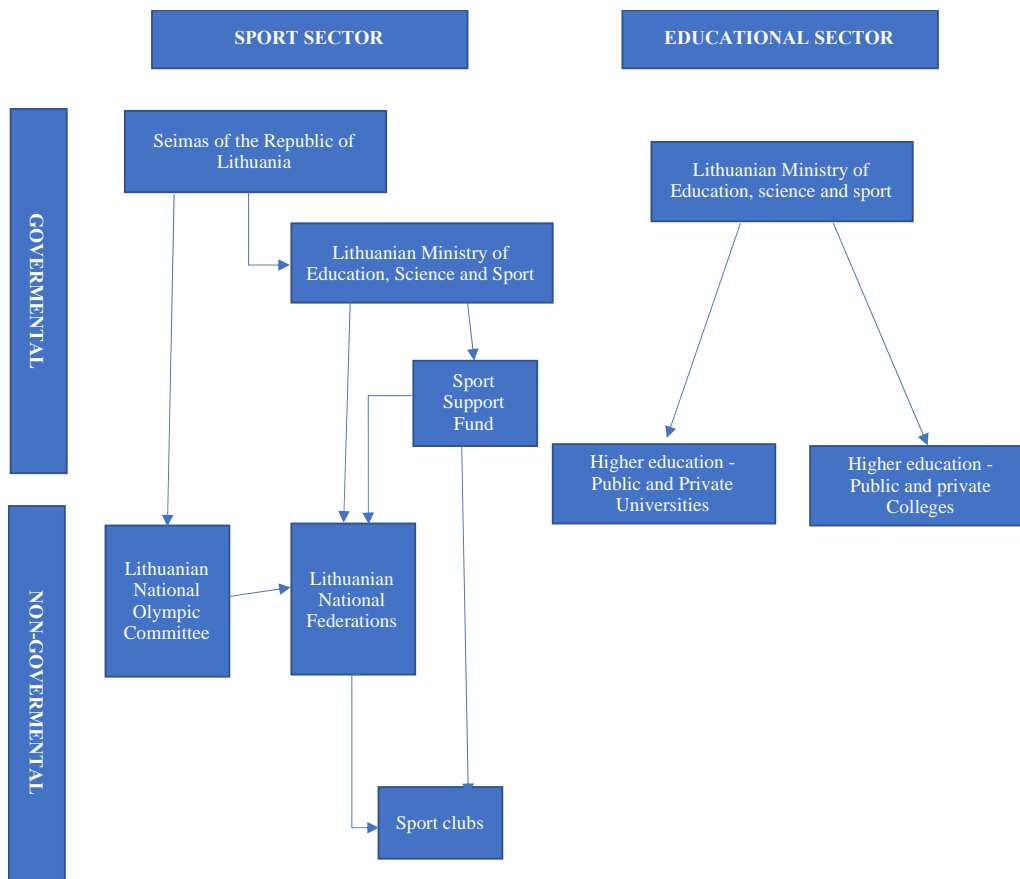 SPORT SECTOR
EDUCATIONAL SECTOR
GOVERMENTAL
Seimas of the Republic of
Lithuania
Lithuanian Ministry of
Education, science and sport
Lithuanian Ministry of
Education, Science and Sport
Sport
Support
Fund
Higher education -
Public and Private
Universities
Higher education -
Public and private
Colleges
NON-GOVERMENTAL
Lithuanian
National
Olympic
Committee
Lithuanian
National
Federations
Sport clubs